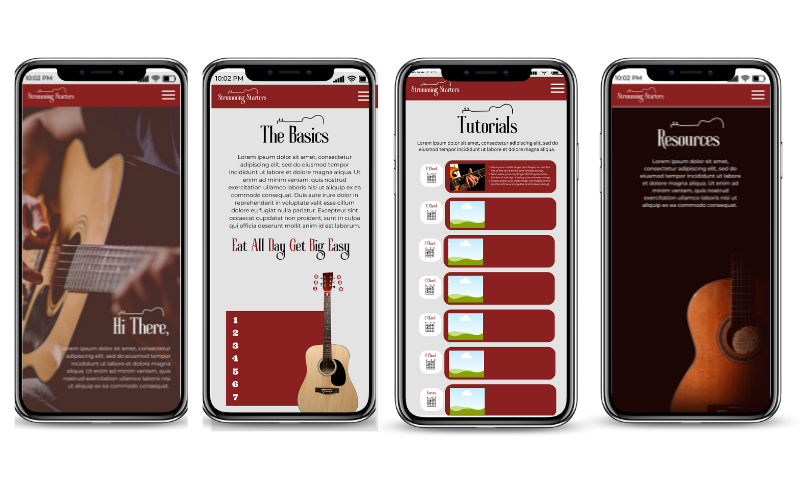 10:02 PM
Strumming Starters
Hi There,
Lorem ipsum dolor sit amet, consectetur
adipiscing elit, sed do eiusmod tempor
incididunt ut labore et dolore magna
aliqua. Ut enim ad minim veniam, quis
nostrud exercitation ullamco laboris nisi ut
aliquip ex ea commodo consequat.
10:02 PM
Strumming Starters
The Basics
Lorem ipsum dolor sit amet, consectetur
adipiscing elit, sed do eiusmod tempor
incididunt ut labore et dolore magna aliqua. Ut
enim ad minim veniam, quis nostrud
exercitation ullamco laboris nisi ut aliquip ex ea
commodo consequat. Duis aute irure dolor in
reprehenderit in voluptate velit esse cillum
dolore eu fugiat nulla pariatur. Excepteur sint
occaecat cupidatat non proident, sunt in culpa
qui officia deserunt mollit anim id est laborum.
Eat All Day Get Big Easy
1
2
3
4
5
6
7
Strumming Starters
Tutorials
Lorem ipsum dolor sit amet, consectetur adipiscing elit, sed do
eiusmod tempor incididunt ut labore et dolore magna aliqua.
10:02 PM
Strumming Starters
Resources
Lorem ipsum dolor sit amet,
consectetur adipiscing elit, sed do
eiusmod tempor incididunt ut labore
et dolore magna aliqua. Ut enim ad
minim veniam, quis nostrud
exercitation ullamco laboris nisi ut
aliquip ex ea commodo consequat.